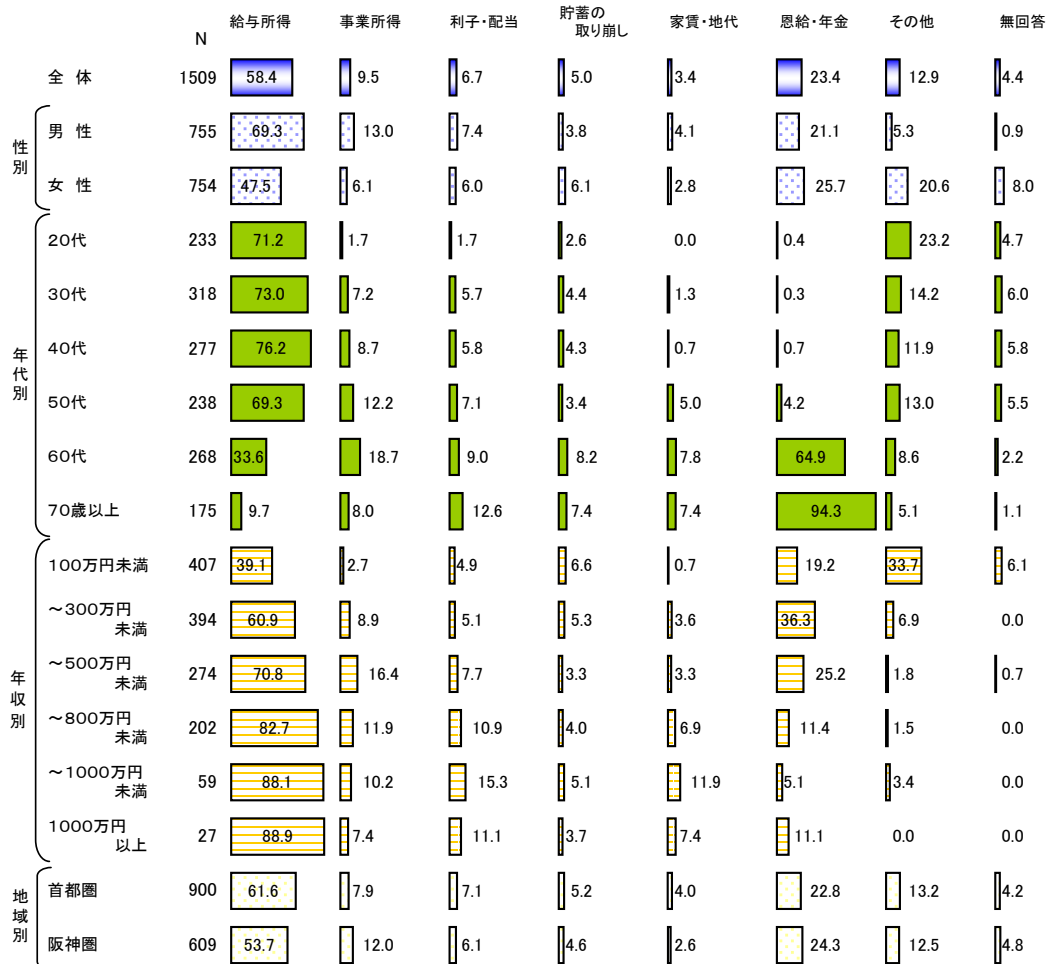 N 給与所得 事業所得 利子・配当 貯蓄の取り崩し 家賃・地代 恩給・年金 その他 無回答
全 体 1509 58.4 9.5 6.7 5.0 3.4 23.4 12.9 4.4
性別
男 性 755 69.3 13.0 7.4 3.8 4.1 21.1 5.3 0.9
女 性 754 47.5 6.1 6.0 6.1 2.8 25.7 20.6 8.0
年代別
20代 233 71.2 1.7 1.7 2.6 0.0 0.4 23.2 4.7
30代 318 73.0 7.2 5.7 4.4 1.3 0.3 14.2 6.0
40代 277 76.2 8.7 5.8 4.3 0.7 0.7 11.9 5.8
50代 238 69.3 12.2 7.1 3.4 5.0 4.2 13.0 5.5
60代 268 33.6 18.7 9.0 8.2 7.8 64.9 8.6 2.2
70歳以上 175 9.7 8.0 12.6 7.4 7.4 94.3 5.1 1.1
年収別
100万円未満 407 39.1 2.7 4.9 6.6 0.7 19.2 33.7 6.1
～300万円未満 394 60.9 8.9 5.1 5.3 3.6 36.3 6.9 0.0
～500万円未満 274 70.8 16.4 7.7 3.3 3.3 25.2 1.8 0.7
～800万円未満 202 82.7 11.9 10.9 4.0 6.9 11.4 1.5 0.0
～1000万円未満 59 88.1 10.2 15.3 5.1 11.9 5.1 3.4 0.0
1000万円以上 27 88.9 7.4 11.1 3.7 7.4 11.1 0.0 0.0
地域別
首都圏 900 61.6 7.9 7.1 5.2 4.0 22.8 13.2 4.2
阪神圏 609 53.7 12.0 6.1 4.6 2.6 24.3 12.5 4.8